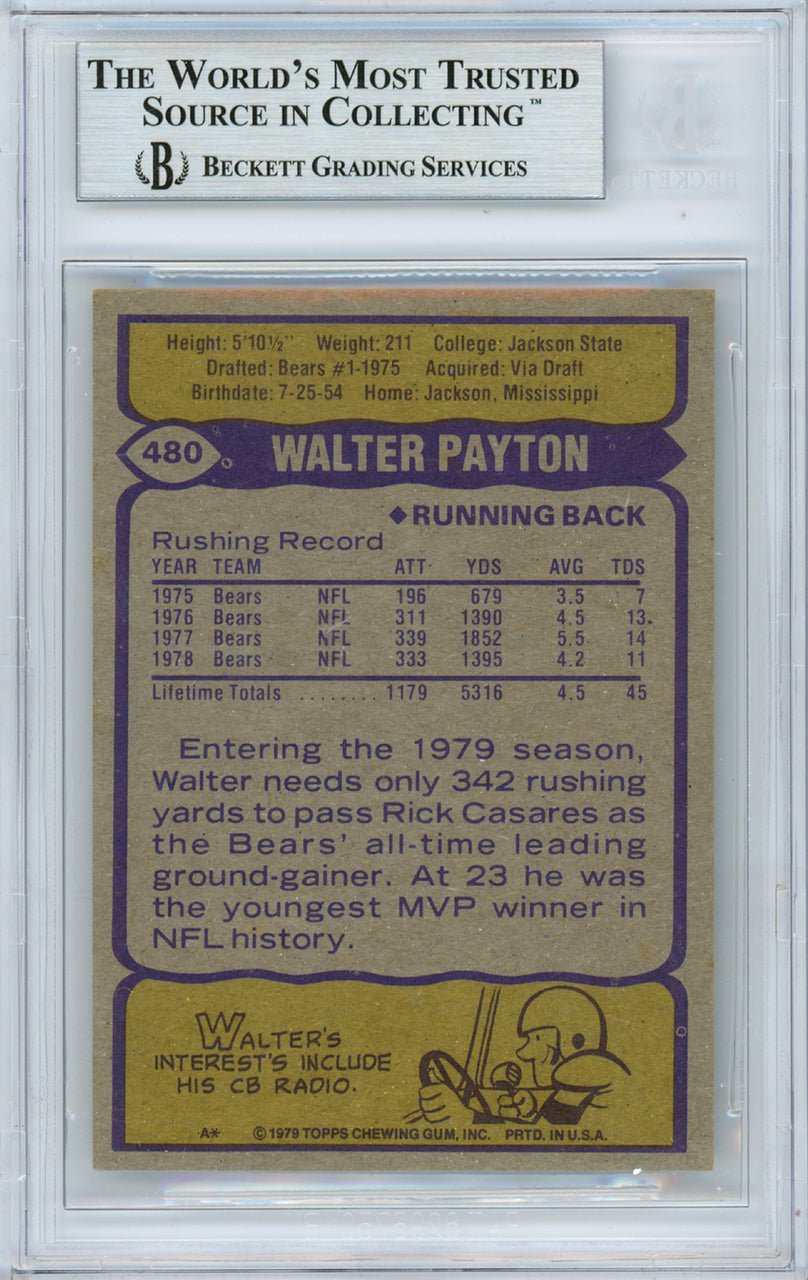 THE WORLD'S MOST TRUSTED
SOURCE IN COLLECTING™
B BECKETT GRADING SERVICES
BECKETT
Height: 5'10½" Weight: 211 College: Jackson State
Drafted: Bears #1-1975 Acquired: Via Draft
Birthdate: 7-25-54 Home: Jackson, Mississippi
480 WALTER PAYTON
◆RUNNING BACK
Rushing Record
YEAR TEAM ATT YDS AVG TDS
1975 Bears NFL 196 679 3.5 7
1976 Bears NFL 311 1390 4.5 13
1977 Bears NFL 339 1852 5.5 14
1978 Bears NFL 333 1395 4.2 11
Lifetime Totals ........ 1179 5316 4.5 45
Entering the 1979 season,
Walter needs only 342 rushing
yards to pass Rick Casares as
the Bears' all-time leading
ground-gainer. At 23 he was
the youngest MVP winner in
NFL history.
WALTER'S
INTEREST'S INCLUDE
HIS CB RADIO.
A* © 1979 TOPPS CHEWING GUM, INC. PRTD. IN U.S.A.